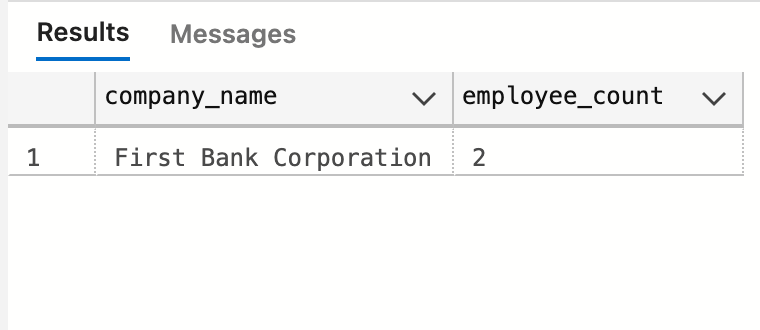 Results Messages
company_name employee_count
1 First Bank Corporation 2